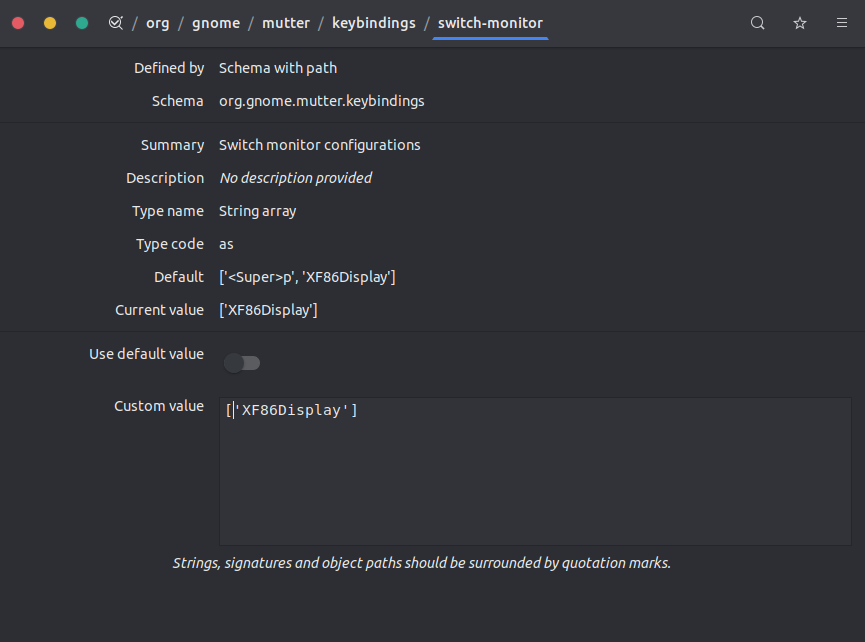 / org / gnome / mutter / keybindings / switch-monitor
Defined by Schema with path
Schema org.gnome.mutter.keybindings
Summary Switch monitor configurations
Description No description provided
Type name String array
Type code as
Default ['<Super>p', 'XF86Display']
Current value ['XF86Display']
Use default value
Custom value ['XF86Display']
Strings, signatures and object paths should be surrounded by quotation marks.